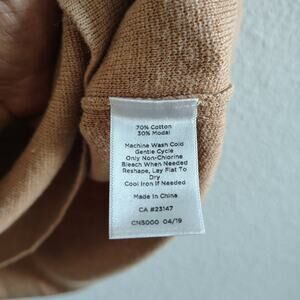 70% Cotton
30% Modal
Machine Wash Cold
Gentle Cycle
Only Non-Chlorine
Bleach When Needed
Reshape, Lay Flat To
Dry
Cool Iron If Needed
Made In China
CA #23147
CNS000 04/19